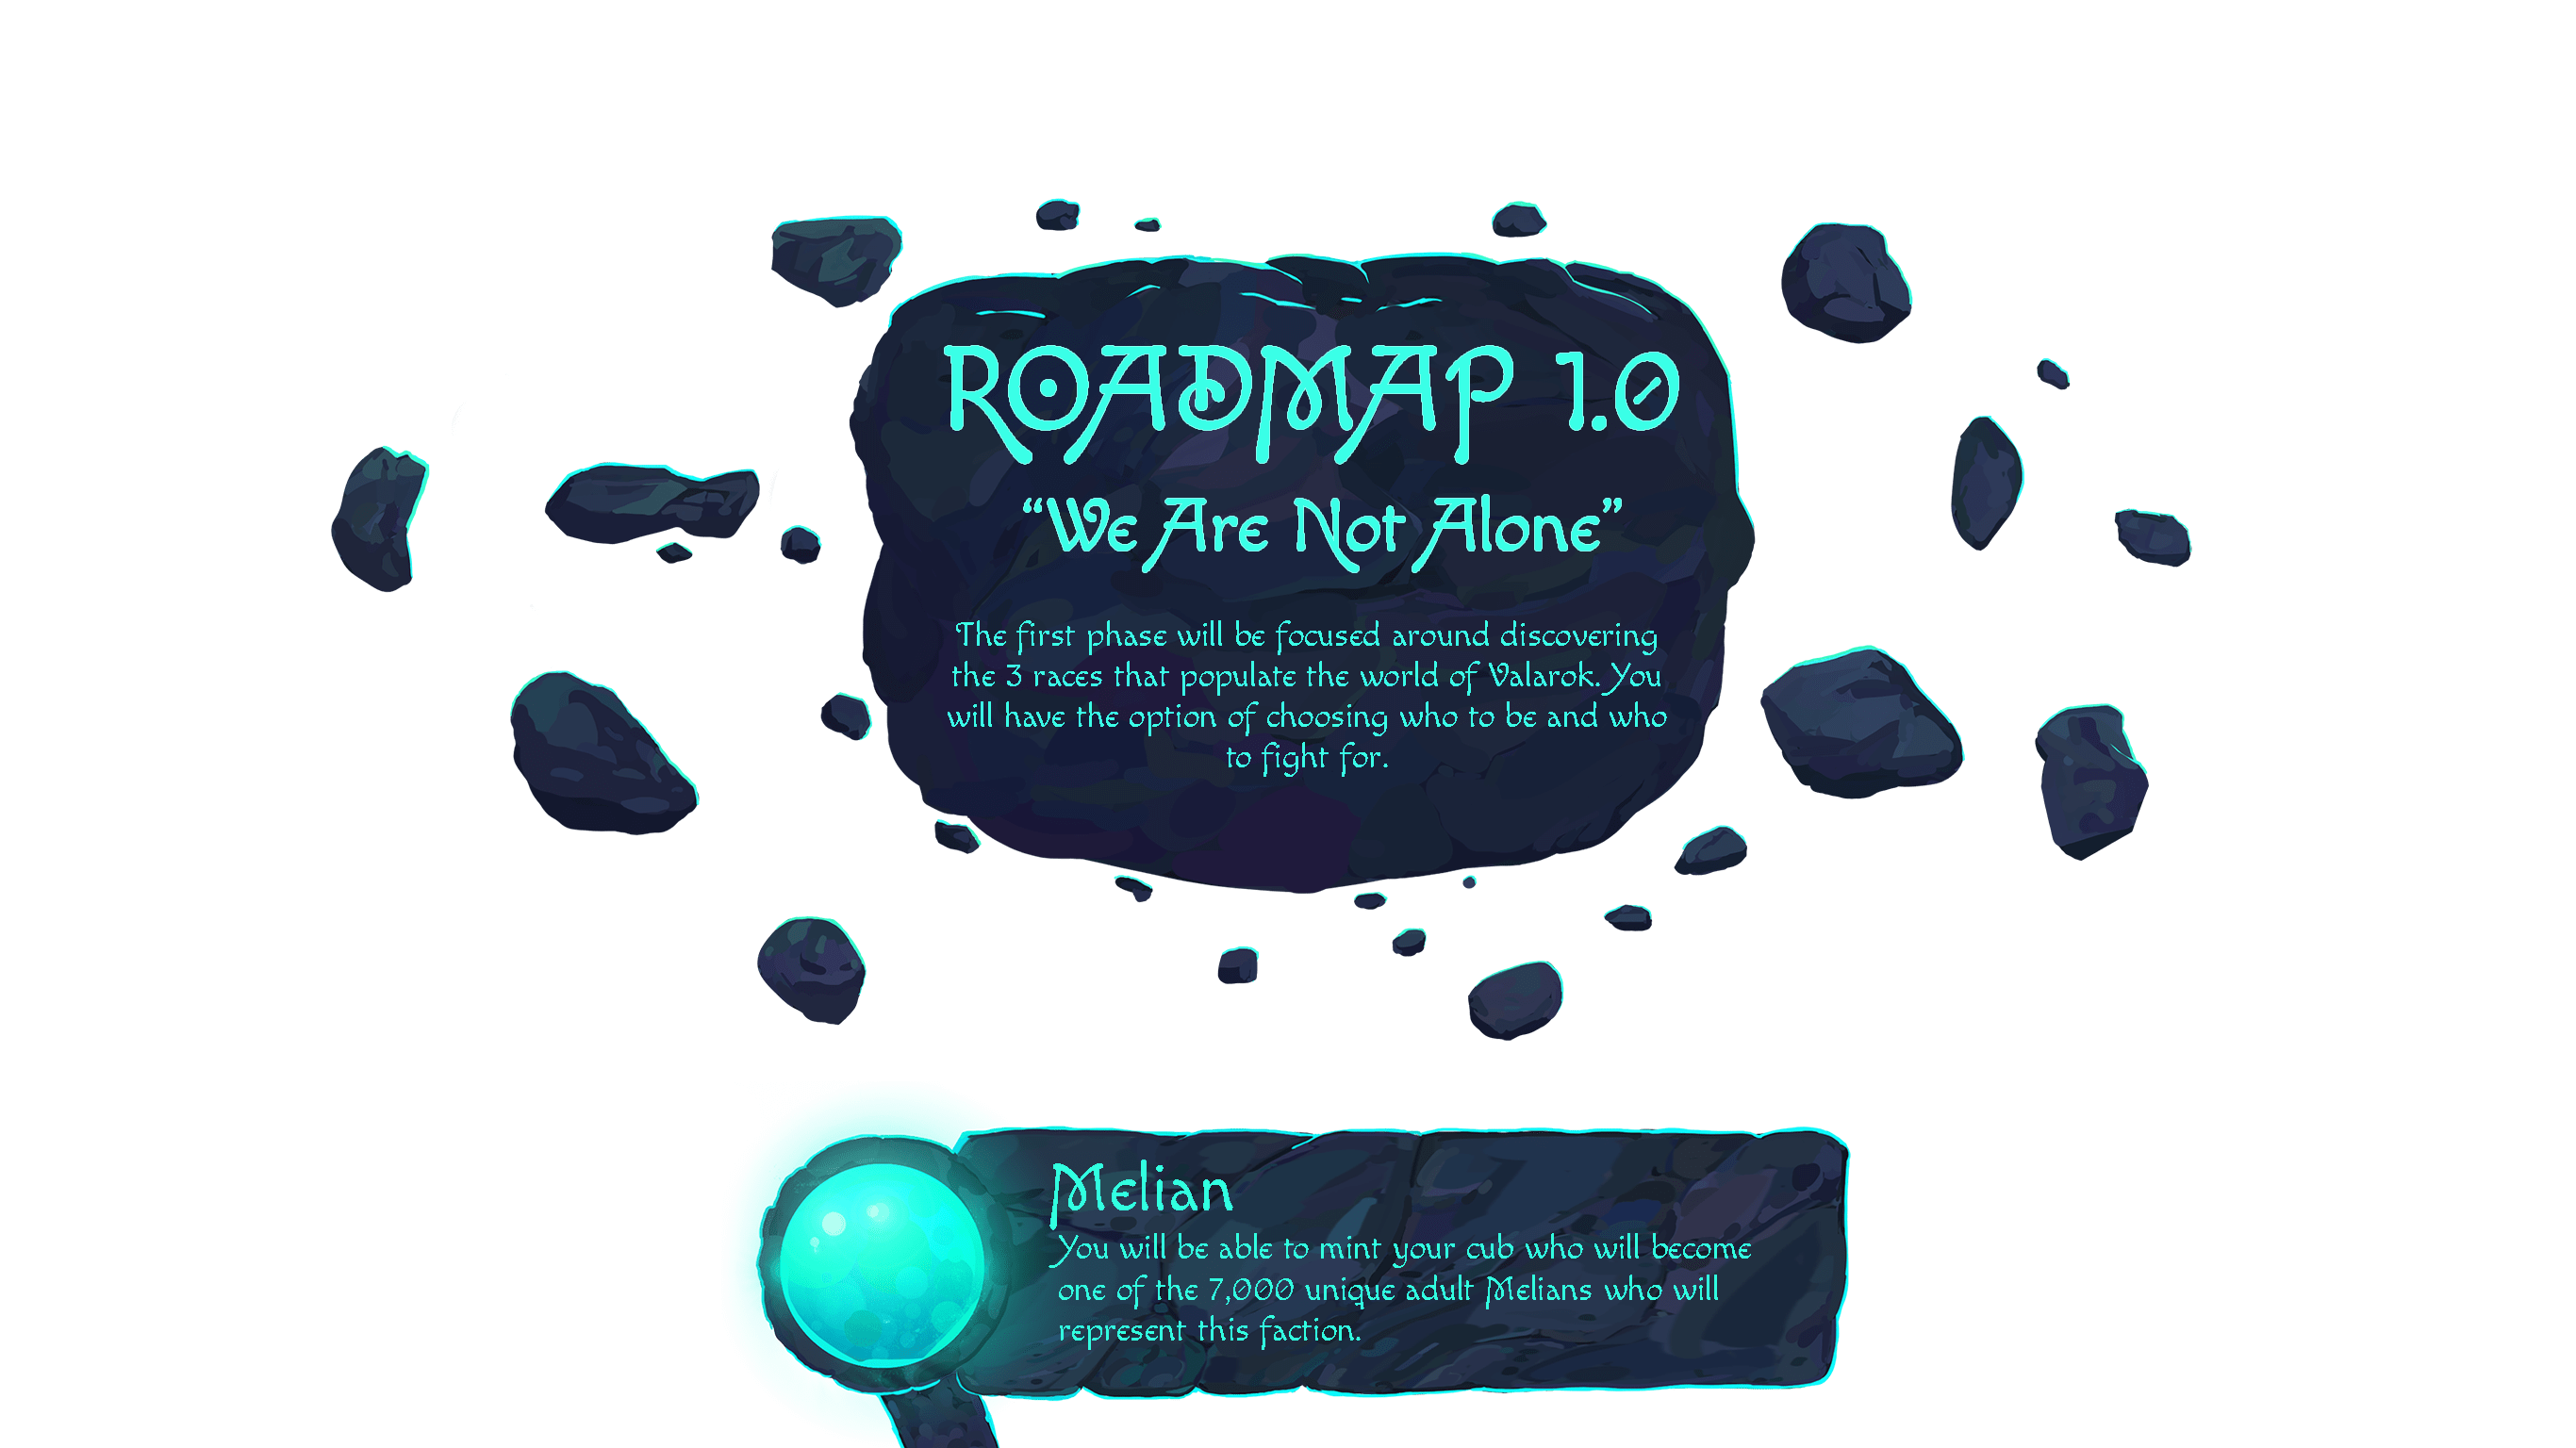 ROADMAP 1.0
“We Are Not Alone”
The first phase will be focused around discovering
the 3 races that populate the world of Valarok. You
will have the option of choosing who to be and who
to fight for.
Melian
You will be able to mint your cub who will become
one of the 7,000 unique adult Melians who will
represent this faction.